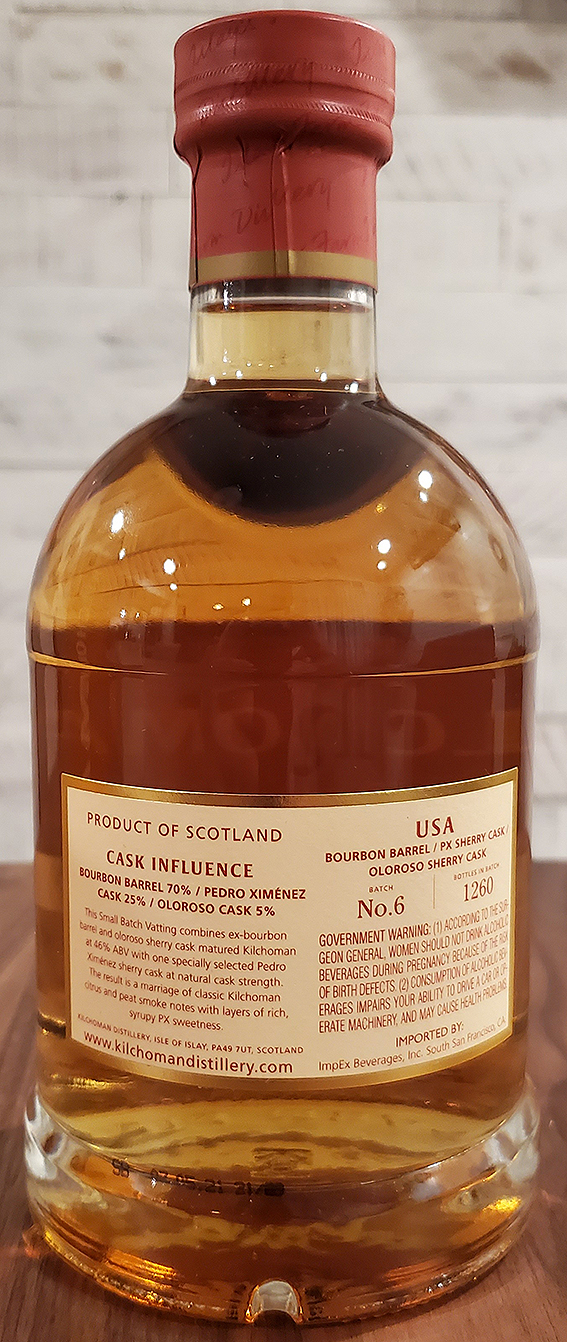 PRODUCT OF SCOTLAND
CASK INFLUENCE
BOURBON BARREL 70% / PEDRO XIMÉNEZ
CASK 25% / OLOROSO CASK 5%
This Small Batch Vatting combines ex-bourbon
barrel and oloroso sherry cask matured Kilchoman
at 46% ABV with one specially selected Pedro
Ximénez sherry cask at natural cask strength.
The result is a marriage of classic Kilchoman
citrus and peat smoke notes with layers of rich,
syrupy PX sweetness.
KILCHOMAN DISTILLERY, ISLE OF ISLAY, PA49 7UT, SCOTLAND
www.kilchomandistillery.com
USA
BOURBON BARREL / PX SHERRY CASK /
OLOROSO SHERRY CASK
BATCH
No.6
BOTTLES IN BATCH
1260
GOVERNMENT WARNING: (1) ACCORDING TO THE SUR-
GEON GENERAL, WOMEN SHOULD NOT DRINK ALCOHOLIC
BEVERAGES DURING PREGNANCY BECAUSE OF THE RISK
OF BIRTH DEFECTS. (2) CONSUMPTION OF ALCOHOLIC BEV-
ERAGES IMPAIRS YOUR ABILITY TO DRIVE A CAR OR OP-
ERATE MACHINERY, AND MAY CAUSE HEALTH PROBLEMS.
IMPORTED BY:
ImpEx Beverages, Inc. South San Francisco, CA.